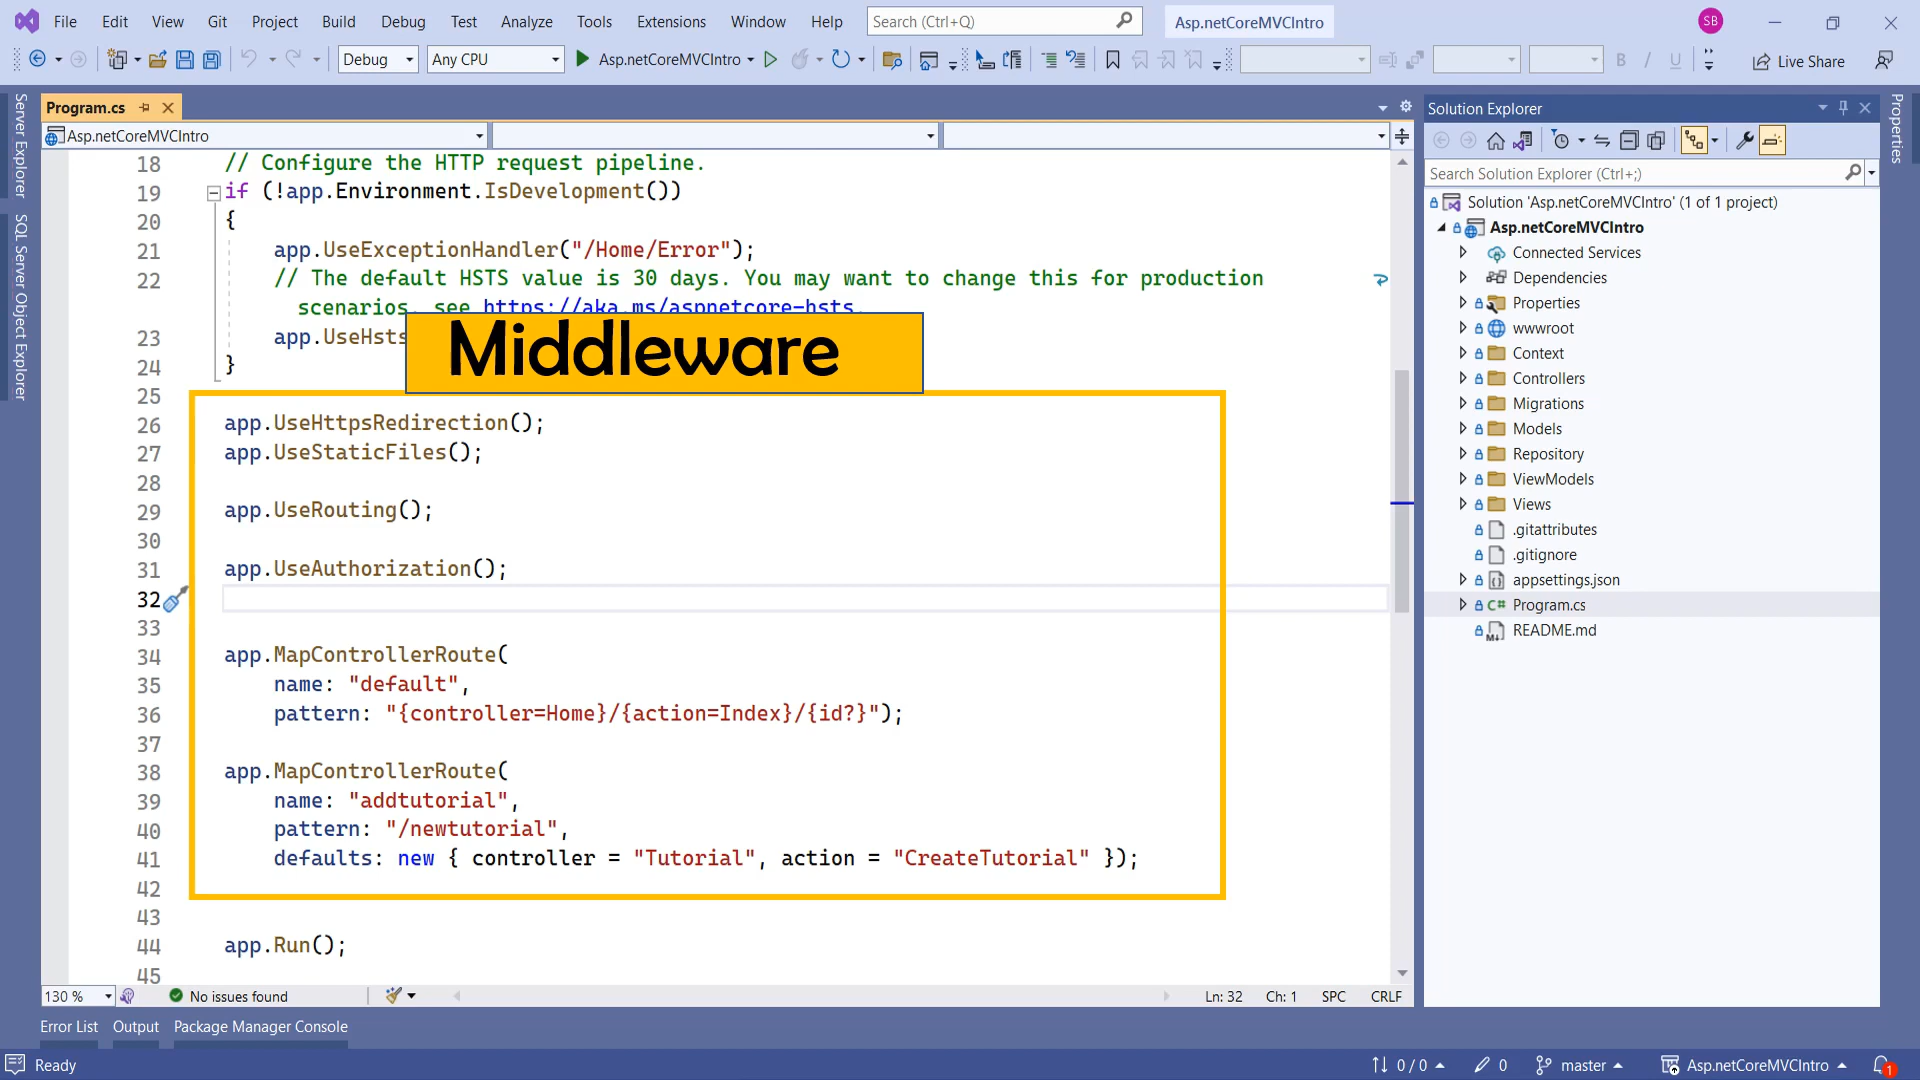 File Edit View Git Project Build Debug Test Analyze Tools Extensions Window Help Search (Ctrl+Q) Asp.netCoreMVCIntro SB
Debug Any CPU Asp.netCoreMVCIntro B I U Live Share
Server Explorer
SQL Server Object Explorer
Program.cs
Asp.netCoreMVCIntro
18 // Configure the HTTP request pipeline.
19 if (!app.Environment.IsDevelopment())
20 {
21 app.UseExceptionHandler("/Home/Error");
22 // The default HSTS value is 30 days. You may want to change this for production
scenarios, see https://aka.ms/aspnetcore-hsts.
23 app.UseHsts
Middleware
24 }
25
26 app.UseHttpsRedirection();
27 app.UseStaticFiles();
28
29 app.UseRouting();
30
31 app.UseAuthorization();
32
33
34 app.MapControllerRoute(
35 name: "default",
36 pattern: "{controller=Home}/{action=Index}/{id?}");
37
38 app.MapControllerRoute(
39 name: "addtutorial",
40 pattern: "/newtutorial",
41 defaults: new { controller = "Tutorial", action = "CreateTutorial" });
42
43
44 app.Run();
45
130 % No issues found Ln: 32 Ch: 1 SPC CRLF
Solution Explorer
Search Solution Explorer (Ctrl+;)
Solution 'Asp.netCoreMVCIntro' (1 of 1 project)
Asp.netCoreMVCIntro
Connected Services
Dependencies
Properties
wwwroot
Context
Controllers
Migrations
Models
Repository
ViewModels
Views
.gitattributes
.gitignore
appsettings.json
C# Program.cs
README.md
Properties
Error List Output Package Manager Console
Ready 0 / 0 0 master Asp.netCoreMVCIntro 1